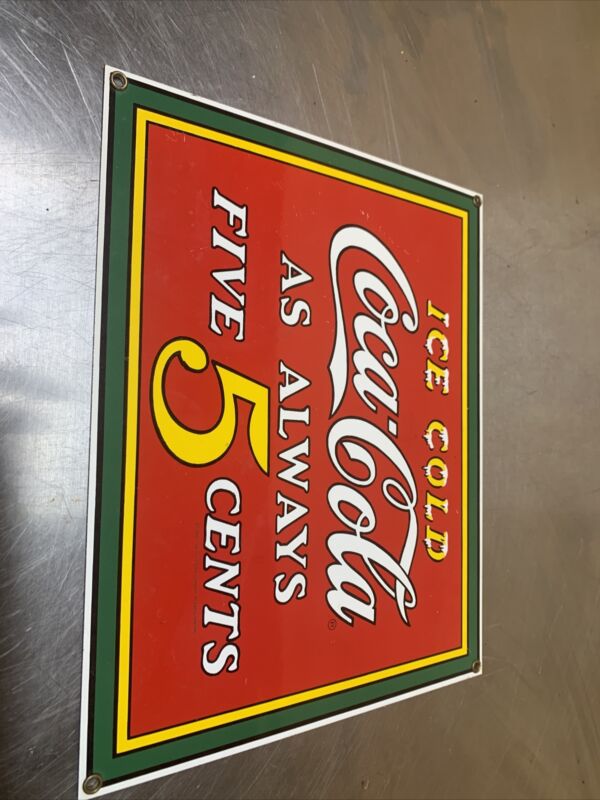 ICE COLD
Coca-Cola ®
AS ALWAYS
FIVE 5 CENTS